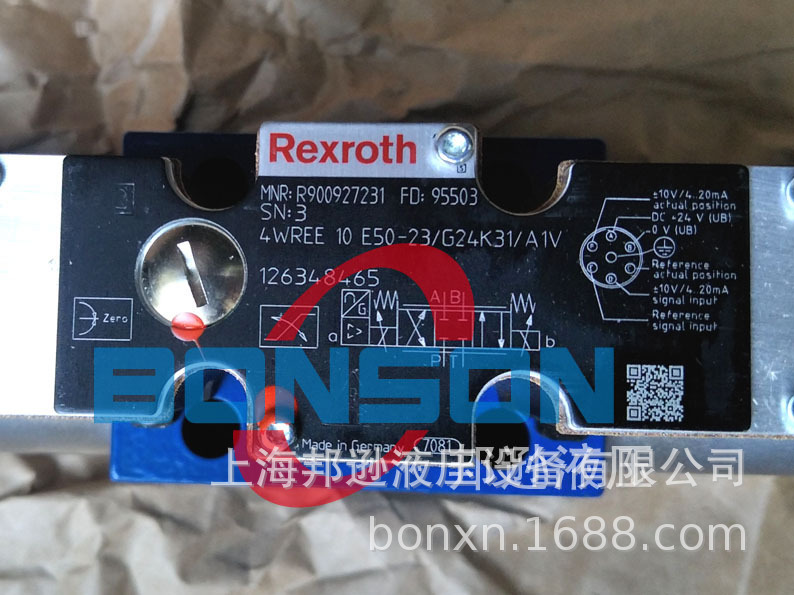 Rexroth
MNR: R900927231 FD: 95503
SN: 3
4WREE 10 E50-23/G24K31/A1V
126348465
Zero
G
A B
a
b
P T
±10V/4..20mA
actual position
DC +24 V (UB)
0 V (UB)
Reference
actual position
±10V/4..20mA
signal input
Reference
signal input
BONSON
Made in Germany 7081
上海邦逊液压设备有限
bonxn.1688.com